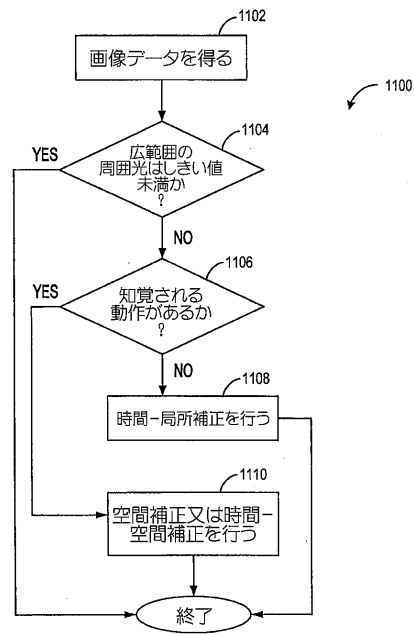 1102
画像データを得る
1100
1104
広範囲の
周囲光はしきい値
未満か
?
YES
NO
1106
知覚される
動作があるか
?
YES
NO
1108
時間−局所補正を行う
1110
空間補正又は時間−
空間補正を行う
終了